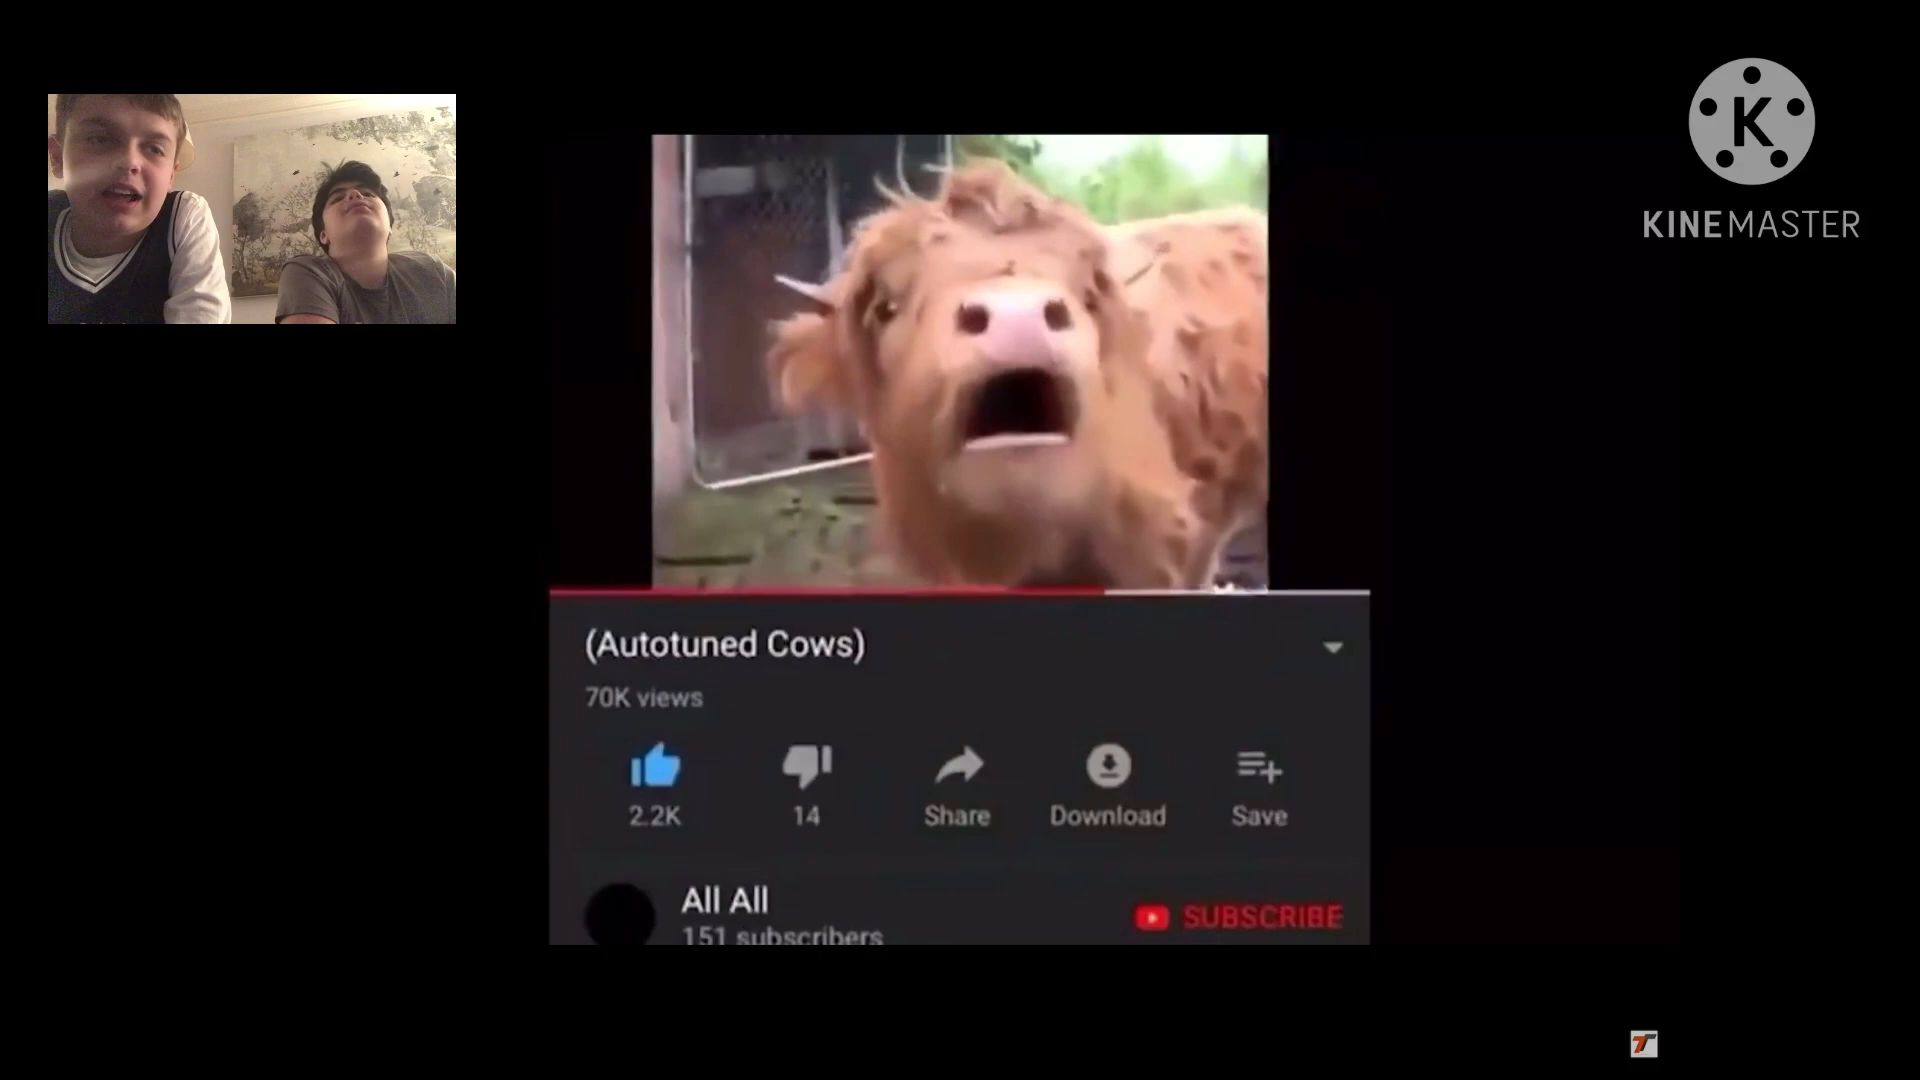 K
KINEMASTER
(Autotuned Cows)
70K views
2.2K
14
Share
Download
Save
All All
151 subscribers
SUBSCRIBE